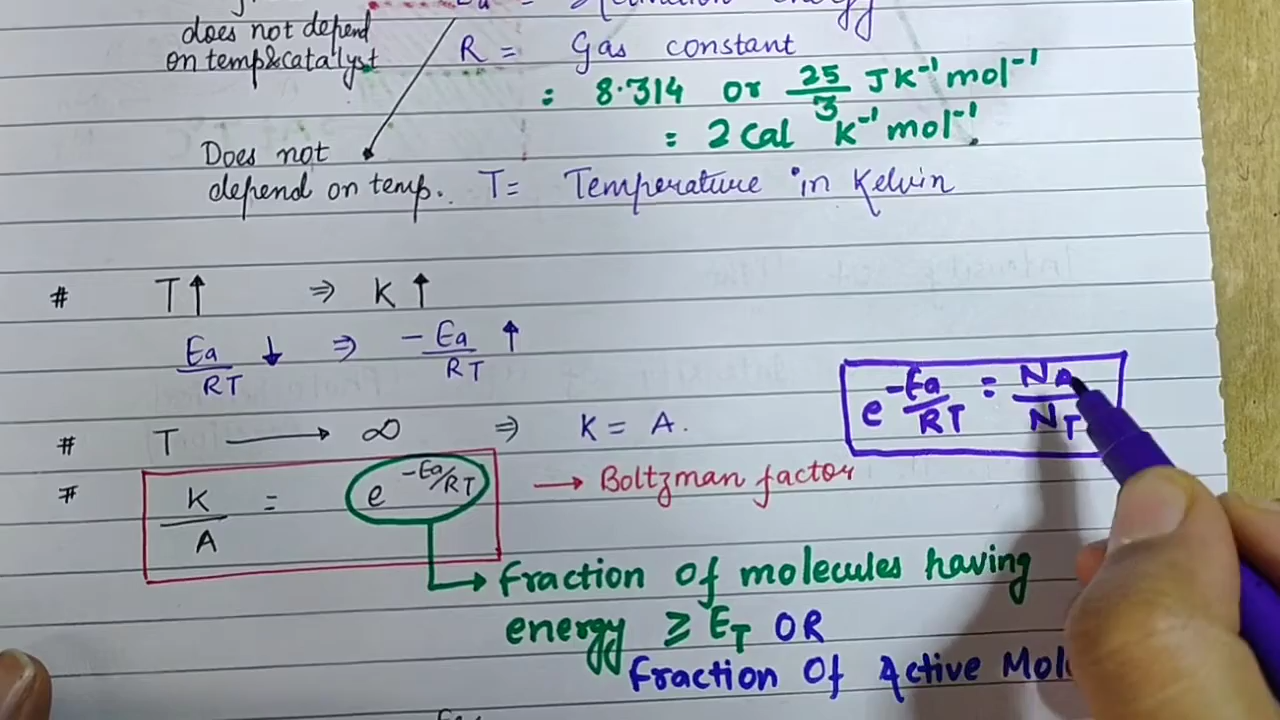 does not depend
on temp&catalyst
R = Gas constant
= 8.314 or 25/3 JK⁻¹mol⁻¹
= 2 Cal K⁻¹mol⁻¹
Does not
depend on temp.
T = Temperature in Kelvin
# T↑ ⇒ K↑
Ea/RT ↓ ⇒ -Ea/RT ↑
e^-Ea/RT = NA/NT
# T → ∞ ⇒ K = A.
# K/A = e^-Ea/RT → Boltzman factor
fraction of molecules having
energy ≥ ET OR
fraction Of Active